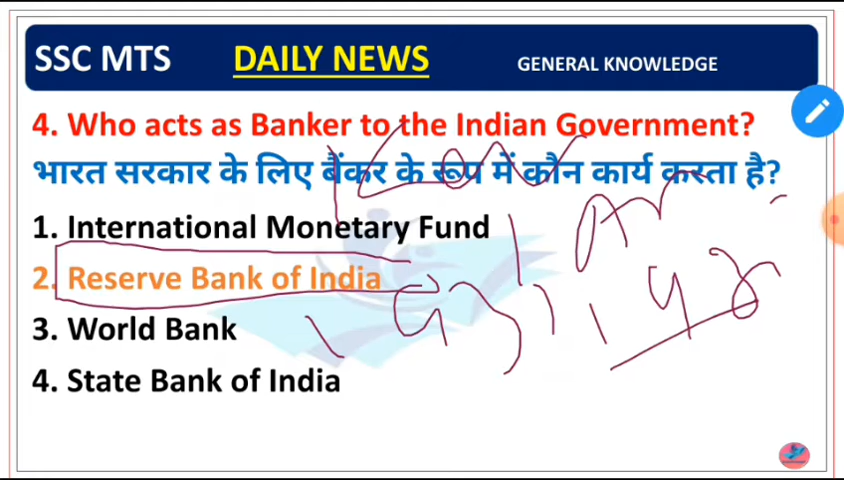 SSC MTS DAILY NEWS GENERAL KNOWLEDGE
4. Who acts as Banker to the Indian Government?
भारत सरकार के लिए बैंकर के रूप में कौन कार्य करता है?
1. International Monetary Fund
2. Reserve Bank of India
3. World Bank
4. State Bank of India